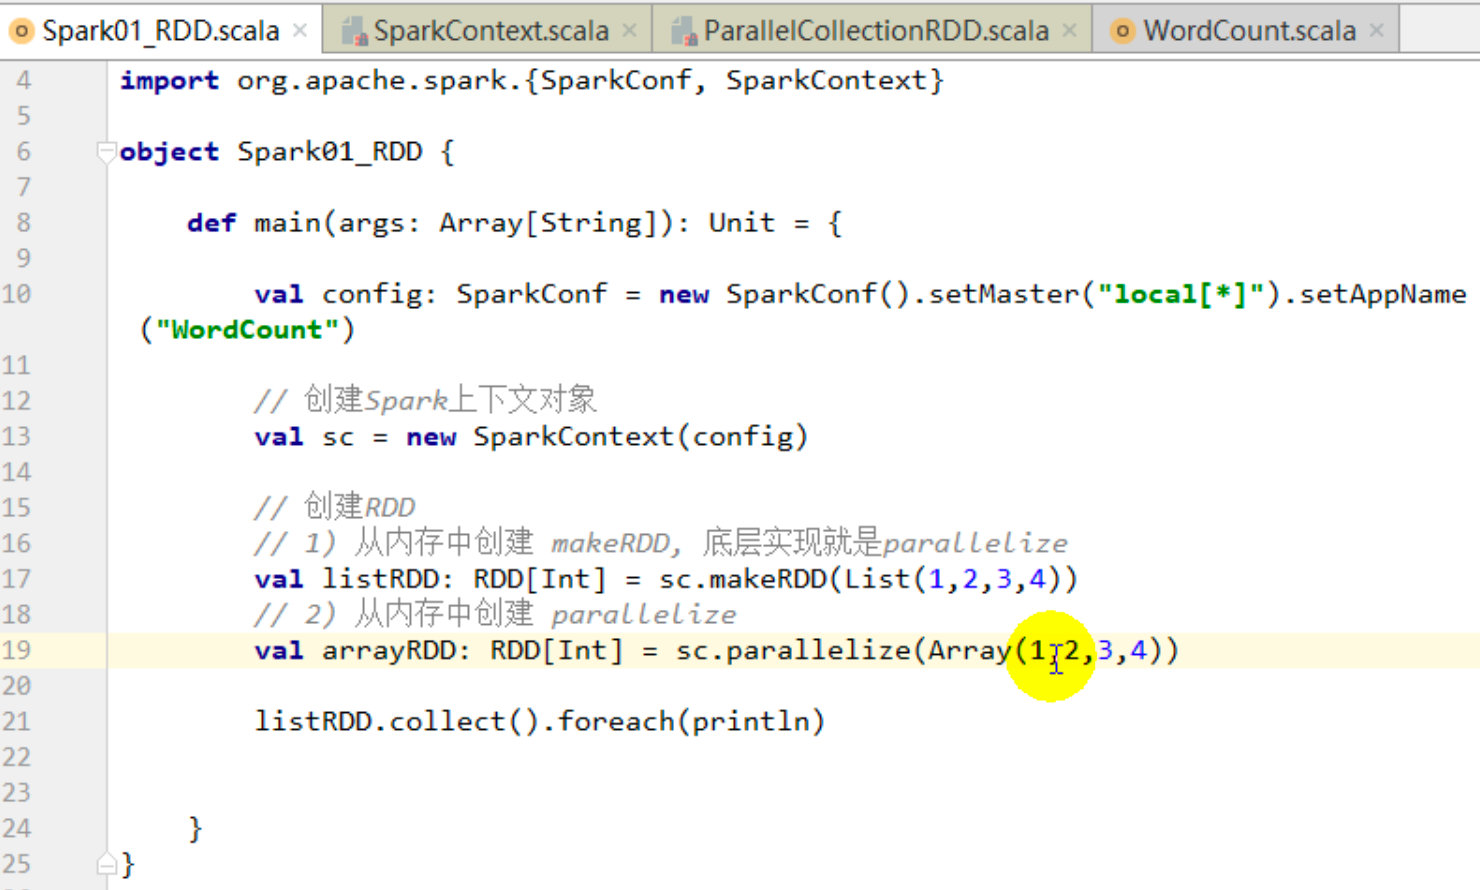 Spark01_RDD.scala × SparkContext.scala × ParallelCollectionRDD.scala × WordCount.scala ×
4 import org.apache.spark.{SparkConf, SparkContext}
5
6 object Spark01_RDD {
7
8 def main(args: Array[String]): Unit = {
9
10 val config: SparkConf = new SparkConf().setMaster("local[*]").setAppName
("WordCount")
11
12 // 创建Spark上下文对象
13 val sc = new SparkContext(config)
14
15 // 创建RDD
16 // 1) 从内存中创建 makeRDD, 底层实现就是parallelize
17 val listRDD: RDD[Int] = sc.makeRDD(List(1,2,3,4))
18 // 2) 从内存中创建 parallelize
19 val arrayRDD: RDD[Int] = sc.parallelize(Array(1,2,3,4))
20
21 listRDD.collect().foreach(println)
22
23
24 }
25 }